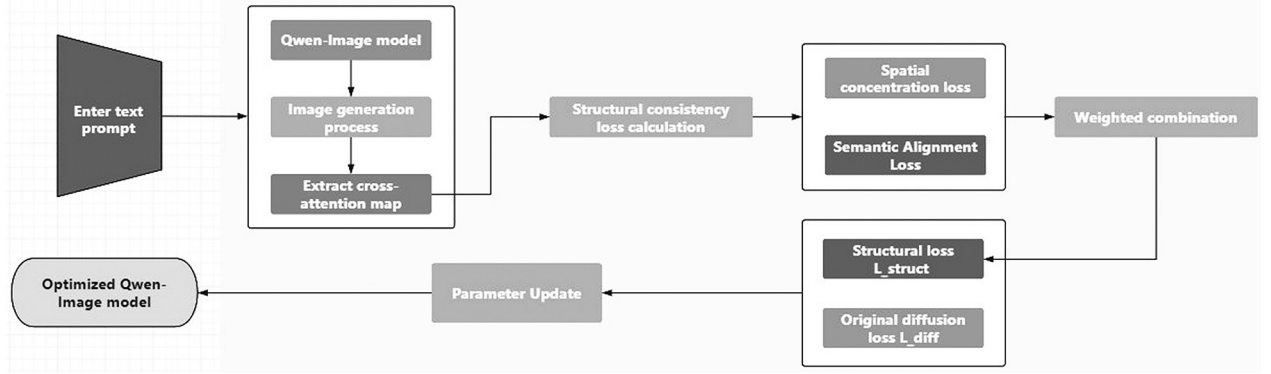 Enter text
prompt
Qwen-Image model
Image generation
process
Extract cross-
attention map
Structural consistency
loss calculation
Spatial
concentration loss
Semantic Alignment
Loss
Weighted combination
Structural loss
L_struct
Original diffusion
loss L_diff
Parameter Update
Optimized Qwen-
Image model